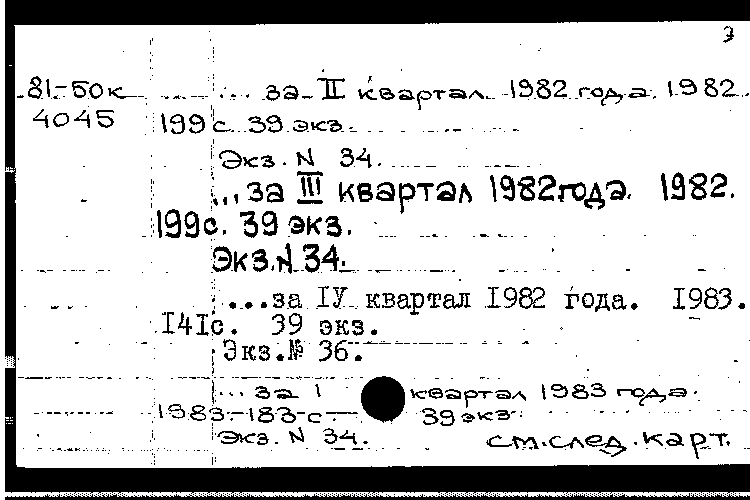 3
81-50к ... за II квартал 1982 года. 1982.
4045 199 с. 39 экз.
Экз. N 34.
... за III квартал 1982 года. 1982.
199с. 39 экз.
Экз. N 34.
...за IУ квартал I982 года. I983.
I4Iс. 39 экз.
Экз.№ 36.
... за I квартал 1983 года.
1983-183-с. 39 экз.
Экз. N 34. см. след. карт.